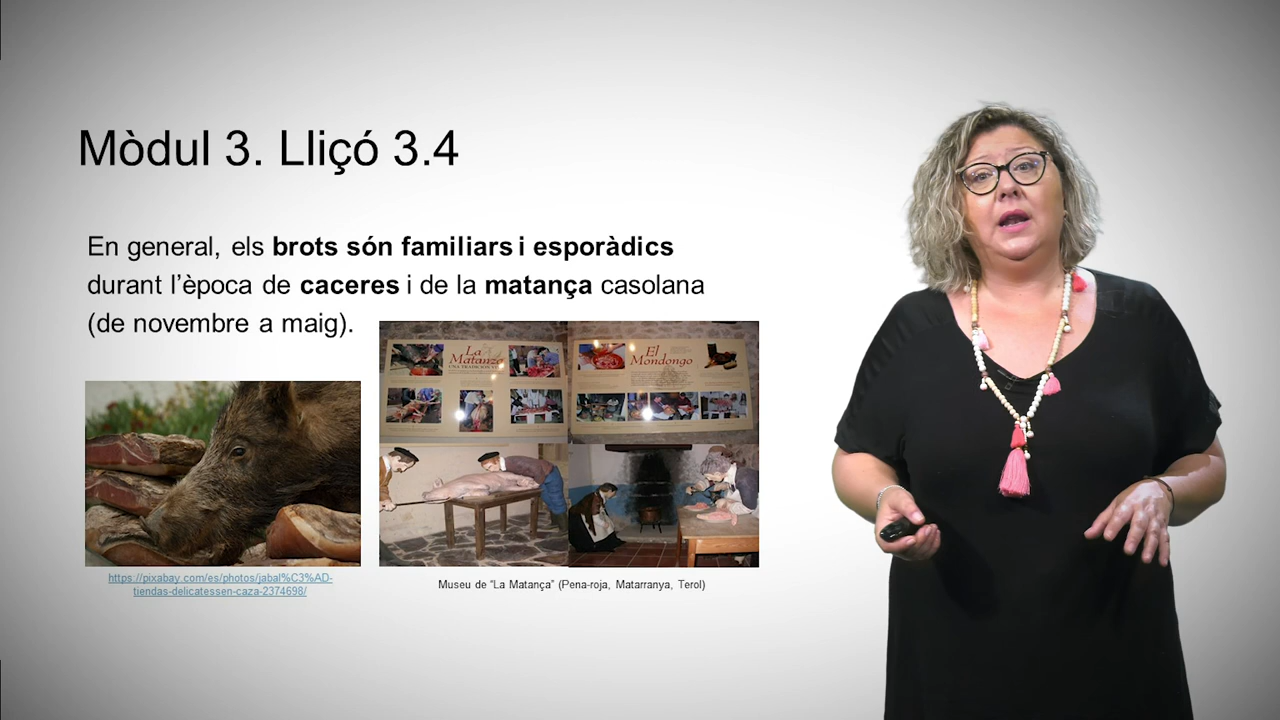 Mòdul 3. Lliçó 3.4
En general, els brots són familiars i esporàdics
durant l’època de caceres i de la matança casolana
(de novembre a maig).
La
Matanza
El
Mondongo
https://pixabay.com/es/photos/jabal%C3%AD-
tiendas-delicatessen-caza-2374698/
Museu de “La Matança” (Pena-roja, Matarranya, Terol)